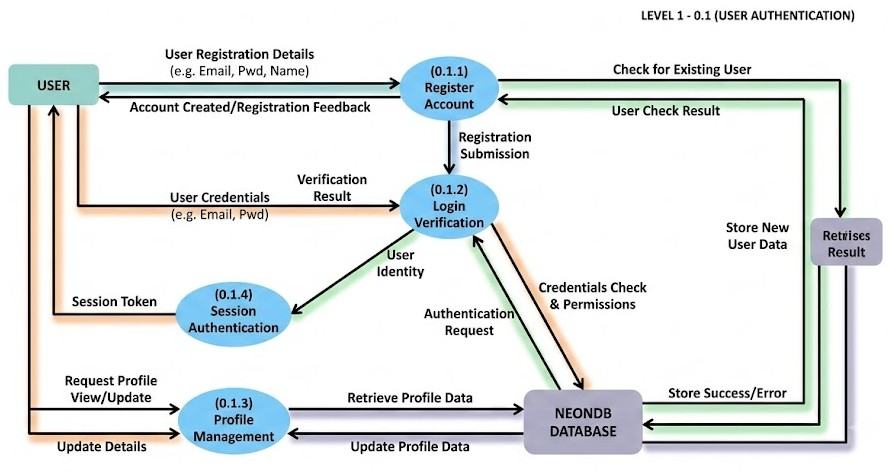 LEVEL 1 - 0.1 (USER AUTHENTICATION)
User Registration Details
(e.g. Email, Pwd, Name)
USER
(0.1.1)
Register
Account
Check for Existing User
Account Created/Registration Feedback
User Check Result
Registration
Submission
Verification
Result
User Credentials
(e.g. Email, Pwd)
(0.1.2)
Login
Verification
Store New
User Data
Result
User
Identity
Credentials Check
& Permissions
Session Token
(0.1.4)
Session
Authentication
Authentication
Request
Request Profile
View/Update
(0.1.3)
Profile
Management
Retrieve Profile Data
Store Success/Error
NEONDB
DATABASE
Update Details
Update Profile Data